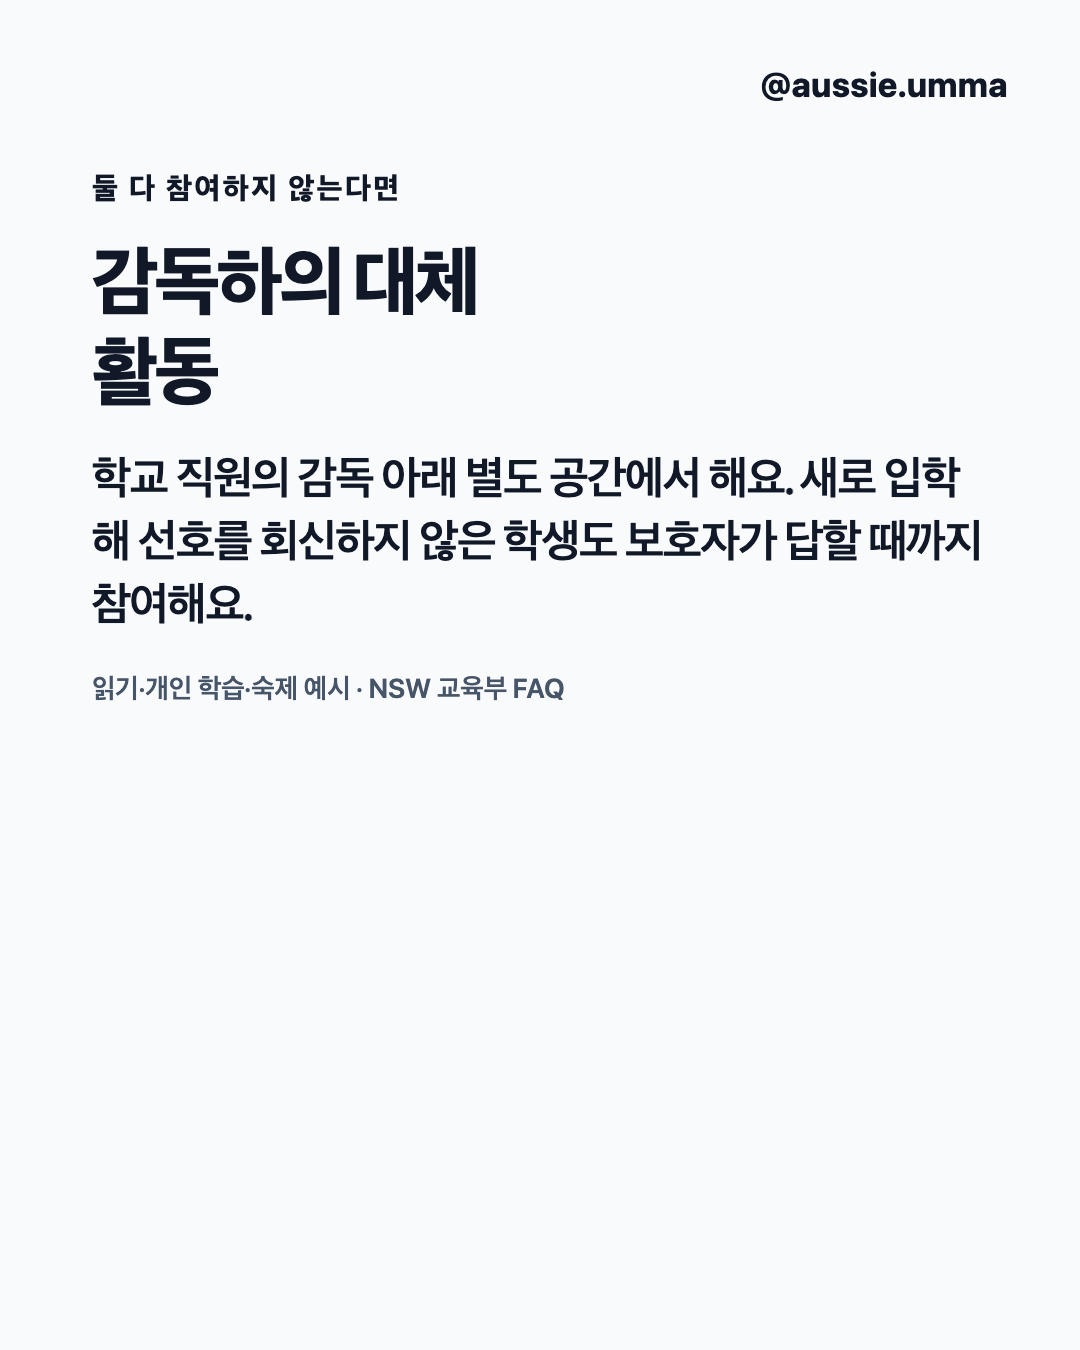 @aussie.umma
둘 다 참여하지 않는다면
감독하의 대체
활동
학교 직원의 감독 아래 별도 공간에서 해요. 새로 입학
해 선호를 회신하지 않은 학생도 보호자가 답할 때까지
참여해요.
읽기·개인 학습·숙제 예시 · NSW 교육부 FAQ